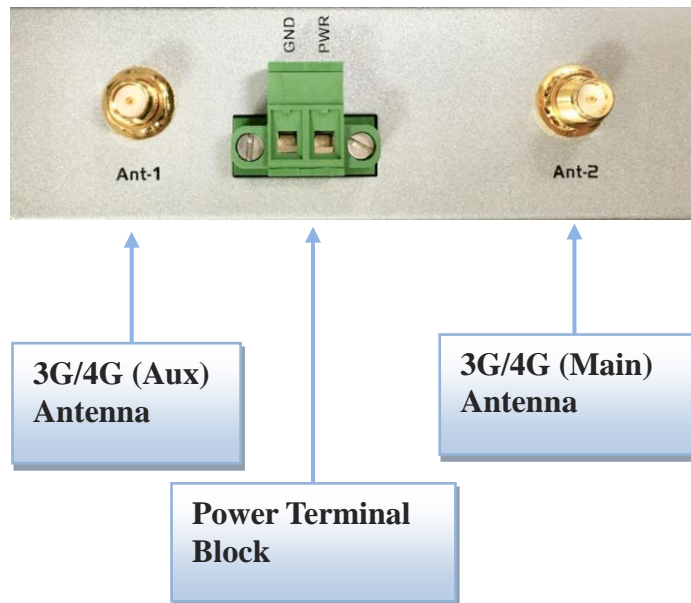 GND
PWR
Ant-1
Ant-2
3G/4G (Aux)
Antenna
3G/4G (Main)
Antenna
Power Terminal
Block